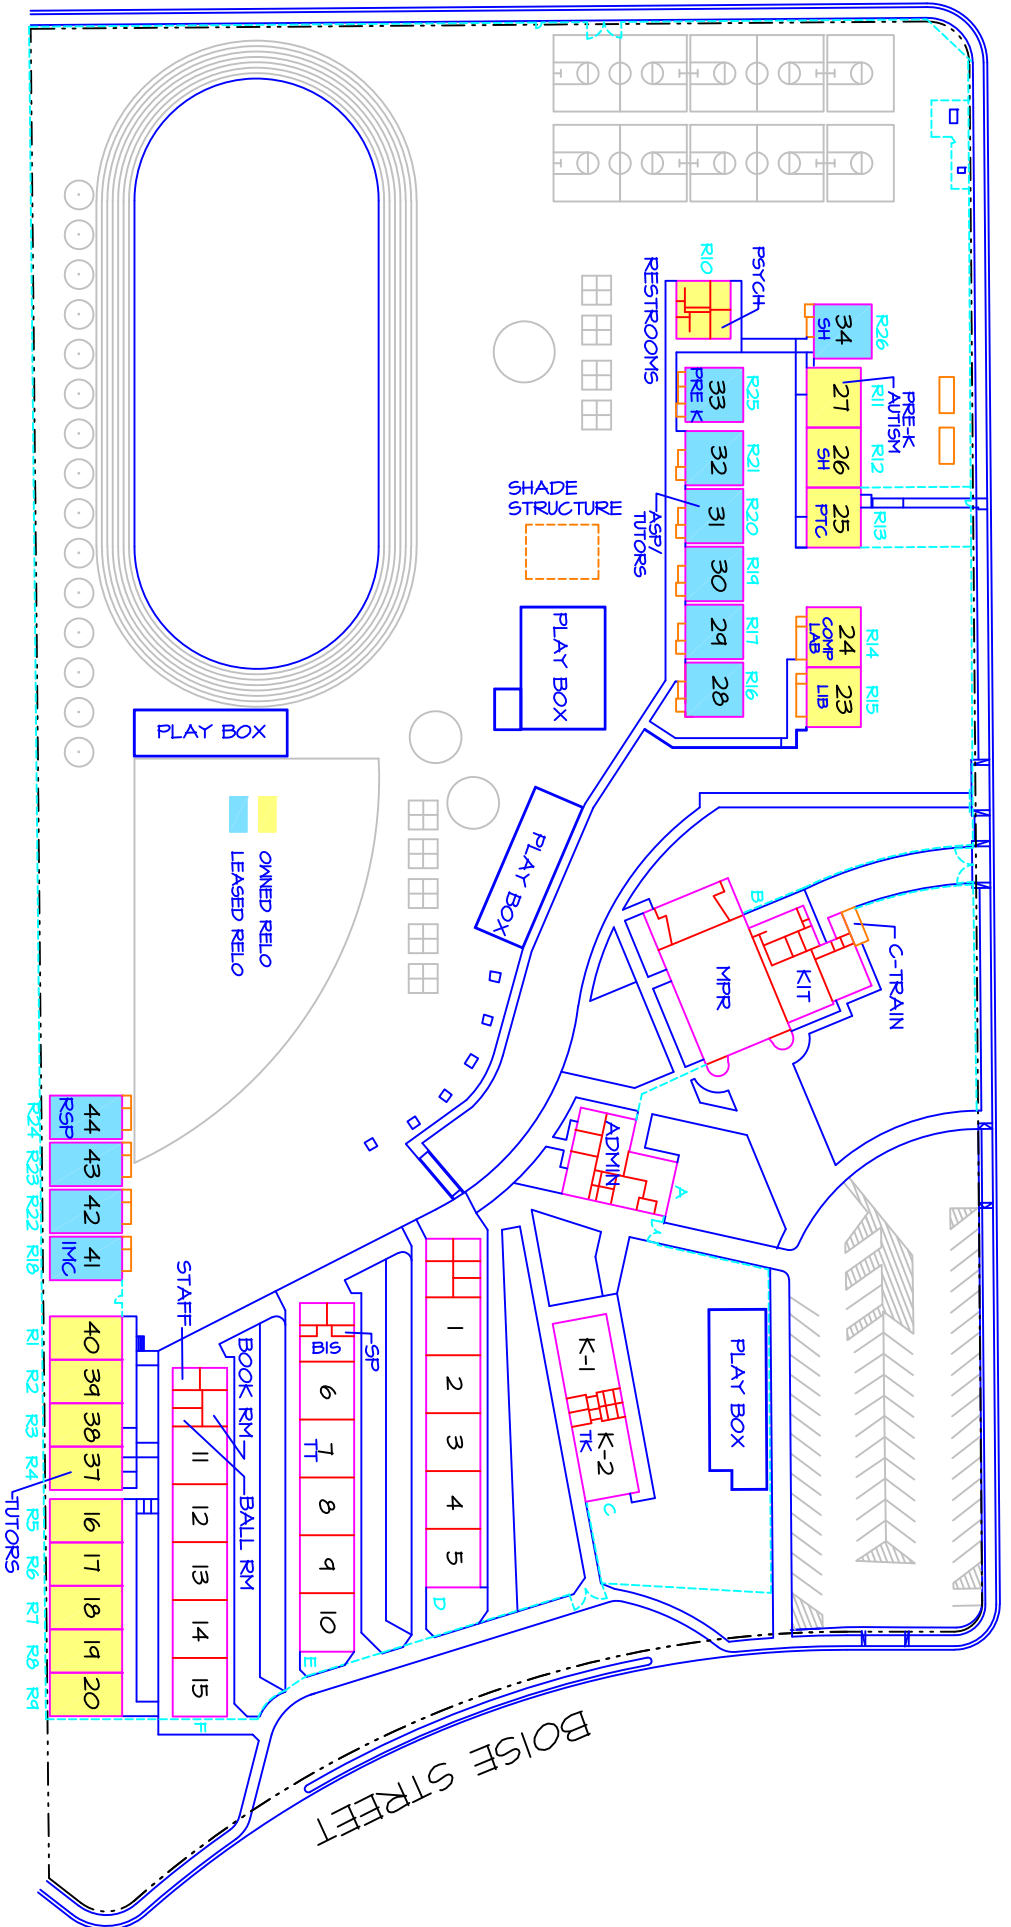 R10
PSYCH
RESTROOMS
34
SH
R26
33
PRE K
R25
27
R11
PRE-K
AUTISM
32
R21
26
SH
R12
31
R20
ASP/
TUTORS
25
PTC
R13
SHADE
STRUCTURE
30
R19
29
R17
24
COMP
LAB
R14
28
R16
23
LIB
R15
PLAY BOX
PLAY BOX
PLAY BOX
OWNED RELO
LEASED RELO
B
MPR
KIT
C-TRAIN
ADMIN
A
44
RSP
R24
43
R23
42
R22
41
IMC
R18
40
R1
39
R2
38
R3
37
R4
TUTORS
16
R5
17
R6
18
R7
19
R8
20
R9
STAFF
BOOK RM
BALL RM
11
12
13
14
15
F
SP
BIS
6
7
8
9
10
E
1
2
3
4
5
D
K-1
K-2
TK
C
PLAY BOX
BOISE STREET